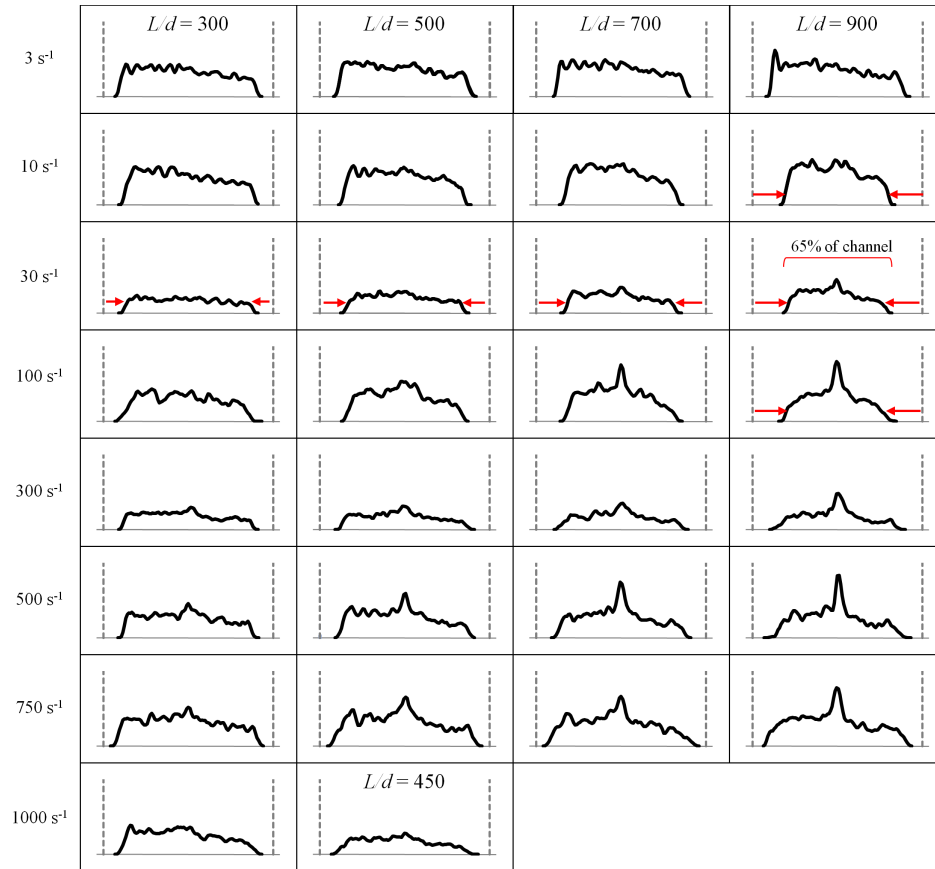 L/d = 300
L/d = 500
L/d = 700
L/d = 900
3 s⁻¹
10 s⁻¹
30 s⁻¹
65% of channel
100 s⁻¹
300 s⁻¹
500 s⁻¹
750 s⁻¹
L/d = 450
1000 s⁻¹